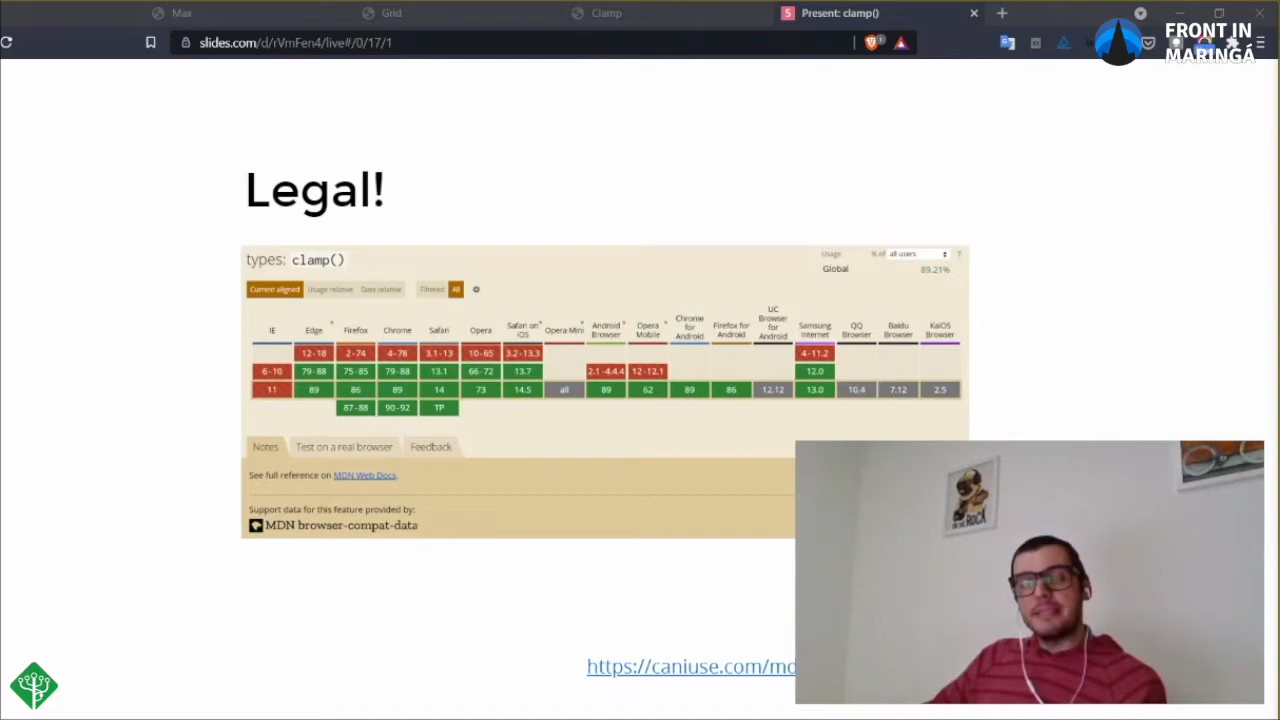 Max
Grid
Clamp
Present: clamp()
slides.com/d/rVmFen4/live#/0/17/1
FRONT IN
MARINGÁ
Legal!
types: clamp()
Usage
% of all users
?
Global
89.21%
Current aligned
Usage relative
Date relative
Filtered
All
IE
Edge
Firefox
Chrome
Safari
Opera
Safari on iOS
Opera Mini
Android Browser
Opera Mobile
Chrome for Android
Firefox for Android
UC Browser for Android
Samsung Internet
QQ Browser
Baidu Browser
KaiOS Browser
12-18 2-74 4-78 3.1-13 10-65 3.2-13.3 4-11.2
6-10 79-88 75-85 79-88 13.1 66-72 13.7 2.1-4.4.4 12-12.1 12.0
11 89 86 89 14 73 14.5 all 89 62 89 86 12.12 13.0 10.4 7.12 2.5
87-88 90-92 TP
Notes
Test on a real browser
Feedback
See full reference on MDN Web Docs.
Support data for this feature provided by:
MDN browser-compat-data
https://caniuse.com/mo
ROCK